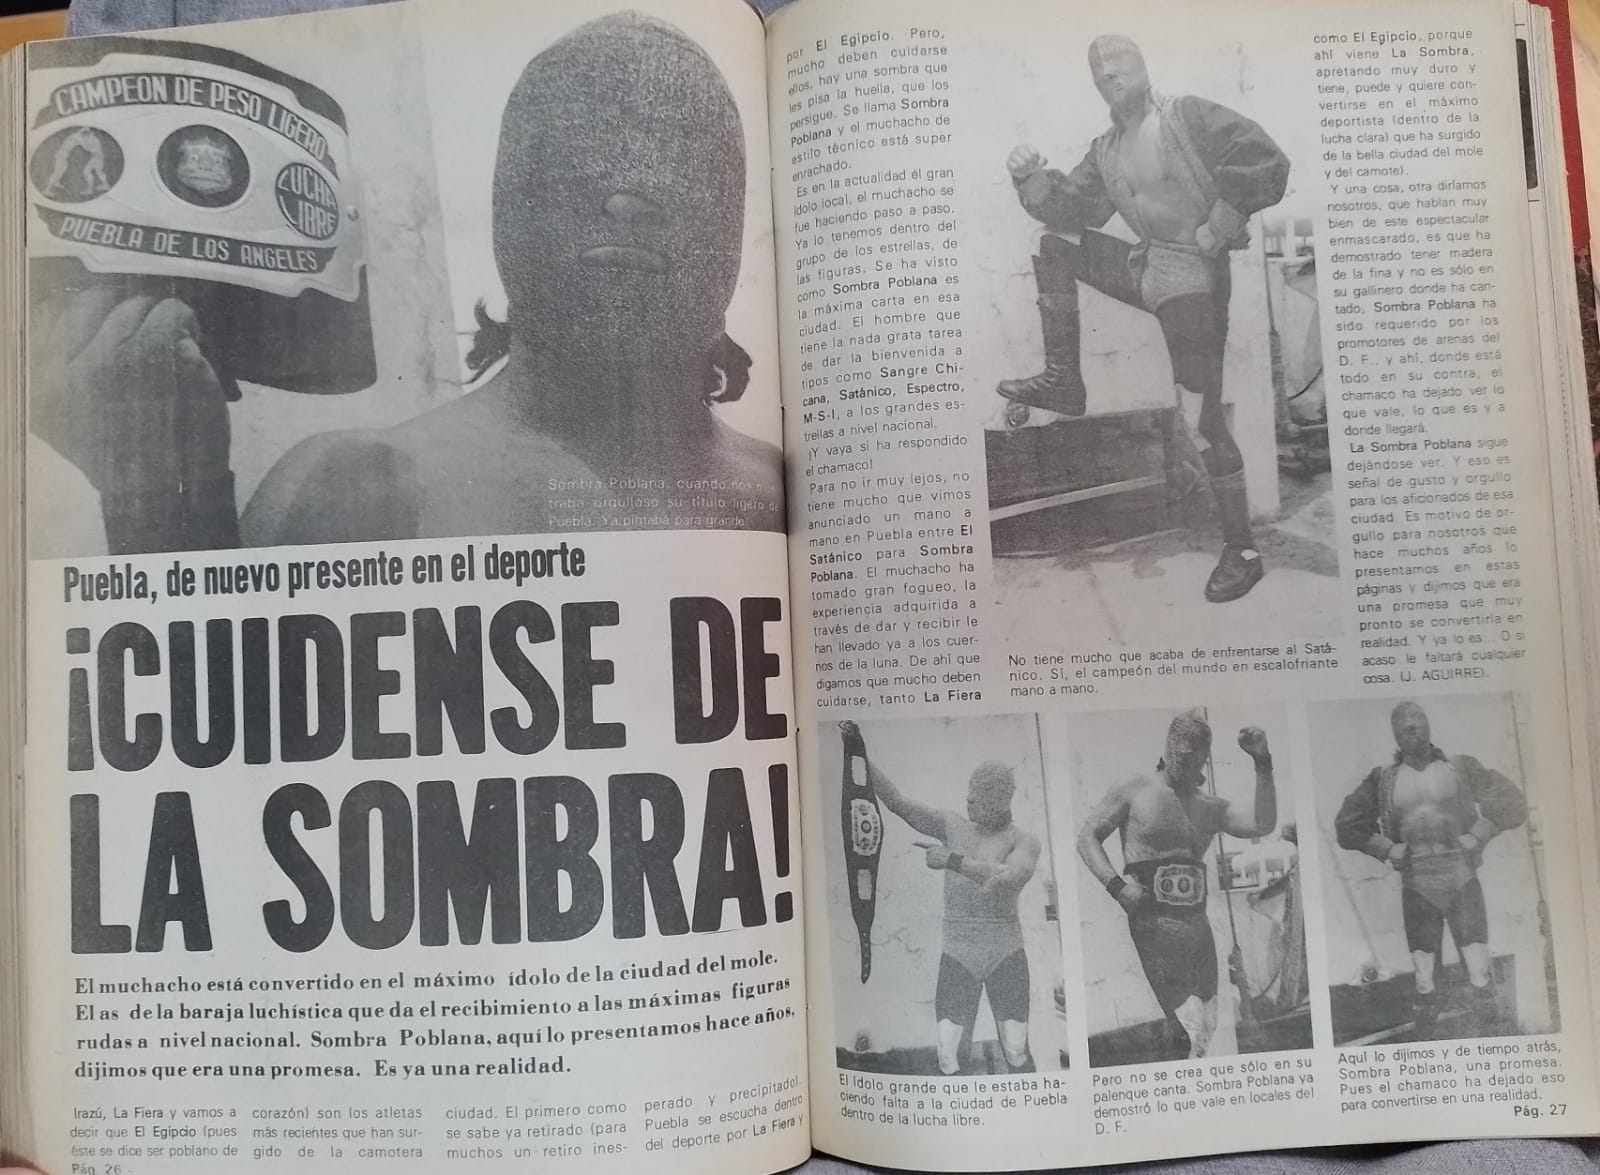 CAMPEON DE PESO LIGERO
LUCHA
LIBRE
PUEBLA DE LOS ANGELES
Sombra Poblana, cuando nos mos-
traba orgulloso su título ligero de
Puebla. Ya pintaba para grande
Puebla, de nuevo presente en el deporte
¡CUIDENSE DE
LA SOMBRA!
El muchacho está convertido en el máximo ídolo de la ciudad del mole.
El as de la baraja luchística que da el recibimiento a las máximas figuras
rudas a nivel nacional. Sombra Poblana, aquí lo presentamos hace años,
dijimos que era una promesa. Es ya una realidad.
Irazú, La Fiera y vamos a
decir que El Egipcio (pues
éste se dice ser poblano de
corazón) son los atletas
más recientes que han sur-
gido de la camotera
ciudad. El primero como
se sabe ya retirado (para
muchos un retiro ines-
perado y precipitado).
Puebla se escucha dentro
del deporte por La Fiera y
Pág. 26
por El Egipcio. Pero,
mucho deben cuidarse
ellos, hay una sombra que
les pisa la huella, que los
persigue. Se llama Sombra
Poblana y el muchacho de
estilo técnico está super
enrachado.
Es en la actualidad el gran
ídolo local, el muchacho se
fue haciendo paso a paso.
Ya lo tenemos dentro del
grupo de los estrellas, de
las figuras. Se ha visto
como Sombra Poblana es
la máxima carta en esa
ciudad. El hombre que
tiene la nada grata tarea
de dar la bienvenida a
tipos como Sangre Chi-
cana, Satánico, Espectro,
M-S-I, a los grandes es-
trellas a nivel nacional.
¡Y vaya si ha respondido
el chamaco!
Para no ir muy lejos, no
tiene mucho que vimos
anunciado un mano a
mano en Puebla entre El
Satánico para Sombra
Poblana. El muchacho ha
tomado gran fogueo, la
experiencia adquirida a
través de dar y recibir le
han llevado ya a los cuer-
nos de la luna. De ahí que
digamos que mucho deben
cuidarse, tanto La Fiera
como El Egipcio, porque
ahí viene La Sombra,
apretando muy duro y
tiene, puede y quiere con-
vertirse en el máximo
deportista (dentro de la
lucha clara) que ha surgido
de la bella ciudad del mole
y del camote).
Y una cosa, otra diríamos
nosotros, que hablan muy
bien de este espectacular
enmascarado, es que ha
demostrado tener madera
de la fina y no es sólo en
su gallinero donde ha can-
tado, Sombra Poblana ha
sido requerido por los
promotores de arenas del
D. F., y ahí, donde está
todo en su contra, el
chamaco ha dejado ver lo
que vale, lo que es y a
donde llegará.
La Sombra Poblana sigue
dejándose ver. Y eso es
señal de gusto y orgullo
para los aficionados de esa
ciudad. Es motivo de or-
gullo para nosotros que
hace muchos años lo
presentamos en estas
páginas y dijimos que era
una promesa que muy
pronto se convertiría en
realidad. Y ya lo es... O si
acaso le faltará cualquier
cosa. (J. AGUIRRE).
No tiene mucho que acaba de enfrentarse al Satá-
nico. Sí, el campeón del mundo en escalofriante
mano a mano.
El ídolo grande que le estaba ha-
ciendo falta a la ciudad de Puebla
dentro de la lucha libre.
Pero no se crea que sólo en su
palenque canta. Sombra Poblana ya
demostró lo que vale en locales del
D. F.
Aquí lo dijimos y de tiempo atrás,
Sombra Poblana, una promesa.
Pues el chamaco ha dejado eso
para convertirse en una realidad.
Pág. 27